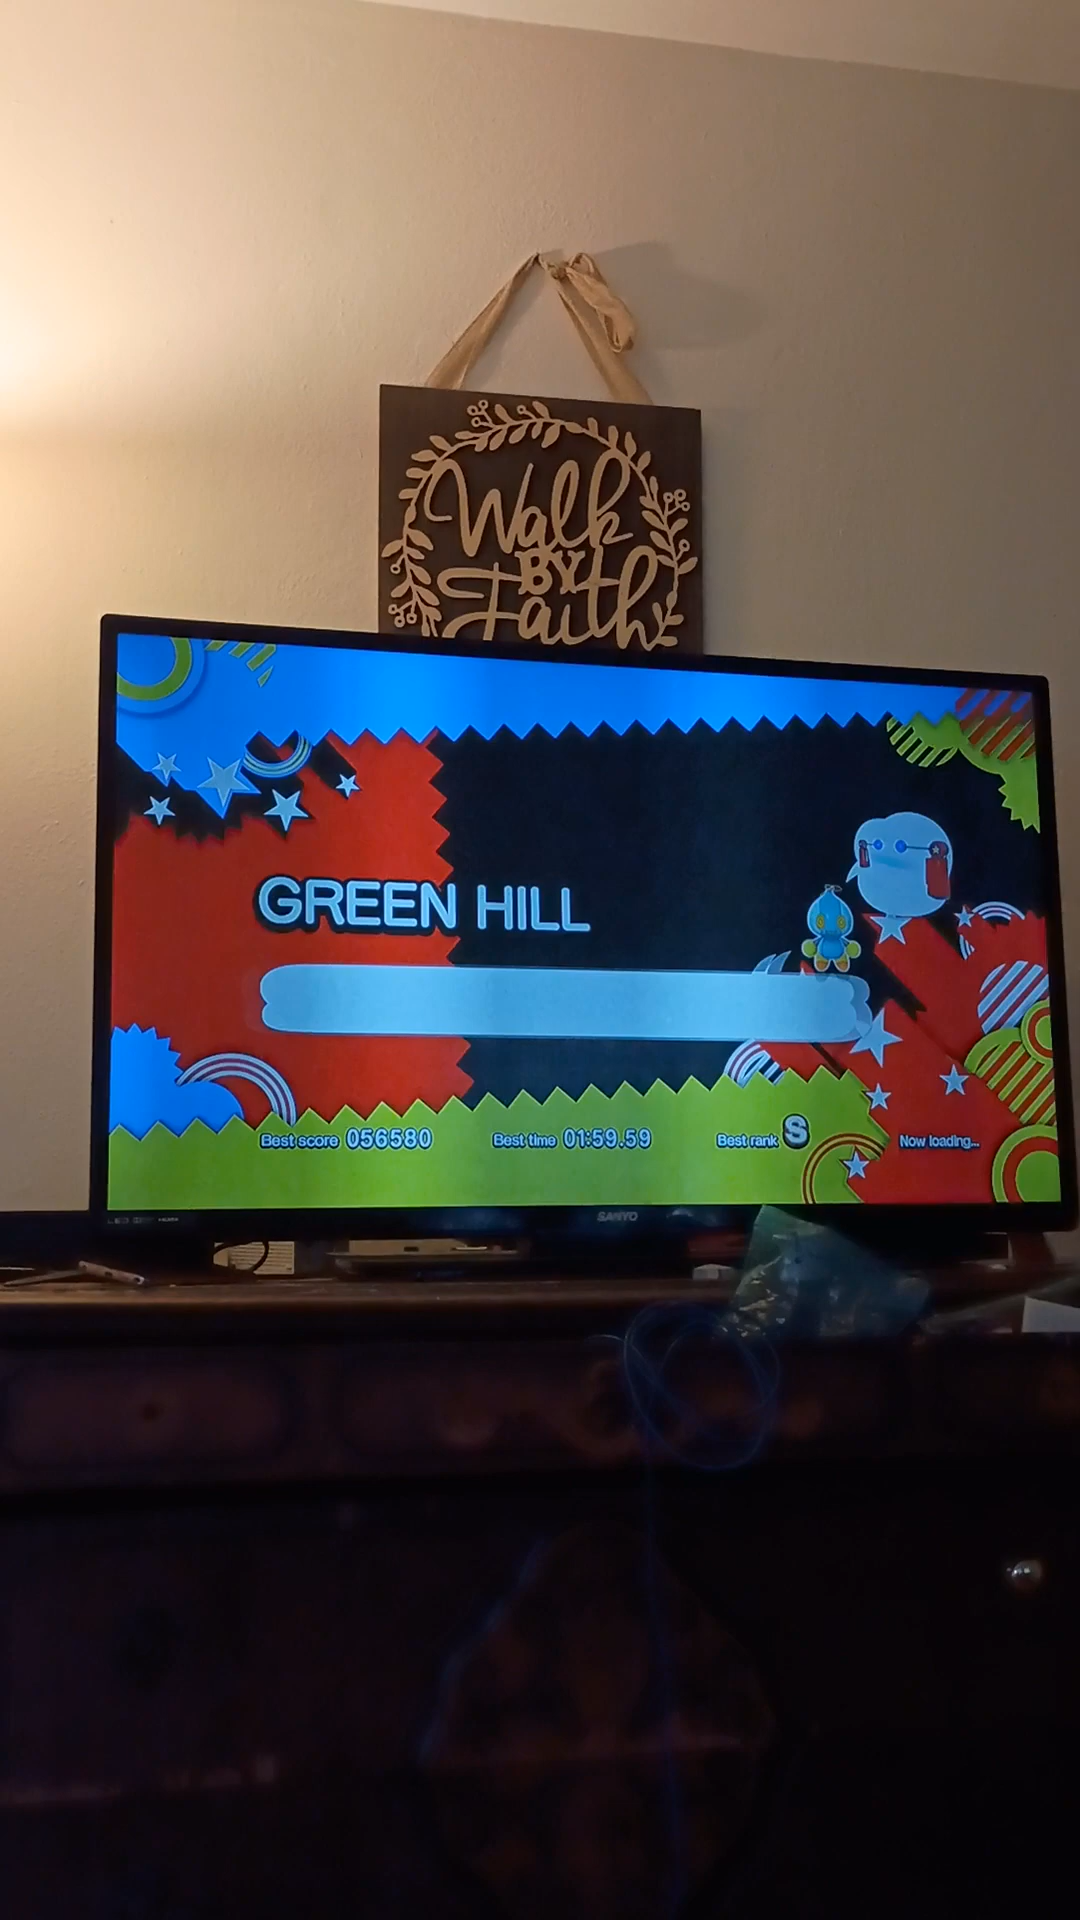 Walk
BY
Faith
GREEN HILL
Best score 056580 Best time 01:59.59 Best rank S Now loading...
SANYO